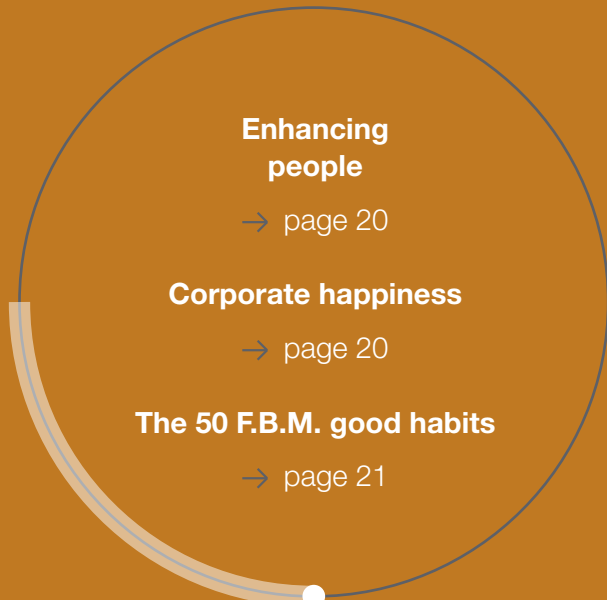 Enhancing
people
→ page 20
Corporate happiness
→ page 20
The 50 F.B.M. good habits
→ page 21